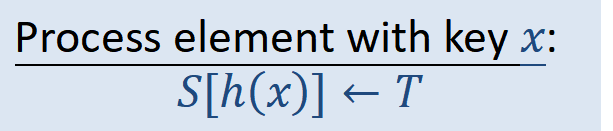 Process element with key x:
S[h(x)] ← T